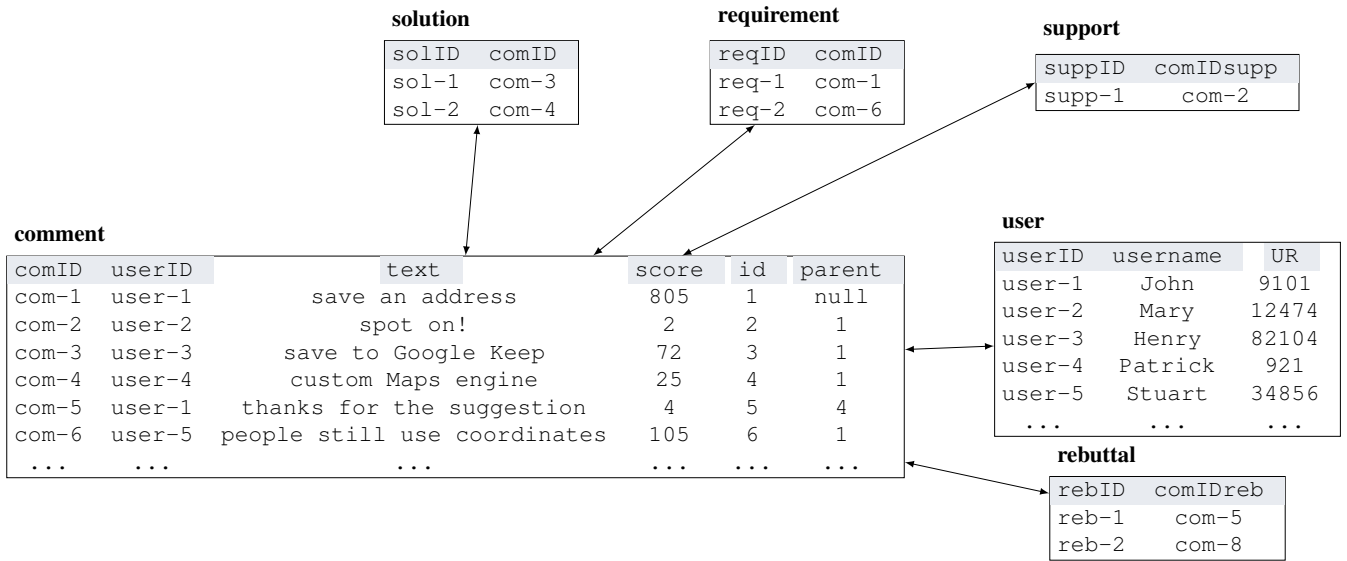 solution
solID comID
sol-1 com-3
sol-2 com-4
requirement
reqID comID
req-1 com-1
req-2 com-6
support
suppID comIDsupp
supp-1 com-2
comment
comID userID text score id parent
com-1 user-1 save an address 805 1 null
com-2 user-2 spot on! 2 2 1
com-3 user-3 save to Google Keep 72 3 1
com-4 user-4 custom Maps engine 25 4 1
com-5 user-1 thanks for the suggestion 4 5 4
com-6 user-5 people still use coordinates 105 6 1
... ... ... ... ... ...
user
userID username UR
user-1 John 9101
user-2 Mary 12474
user-3 Henry 82104
user-4 Patrick 921
user-5 Stuart 34856
... ... ...
rebuttal
rebID comIDreb
reb-1 com-5
reb-2 com-8